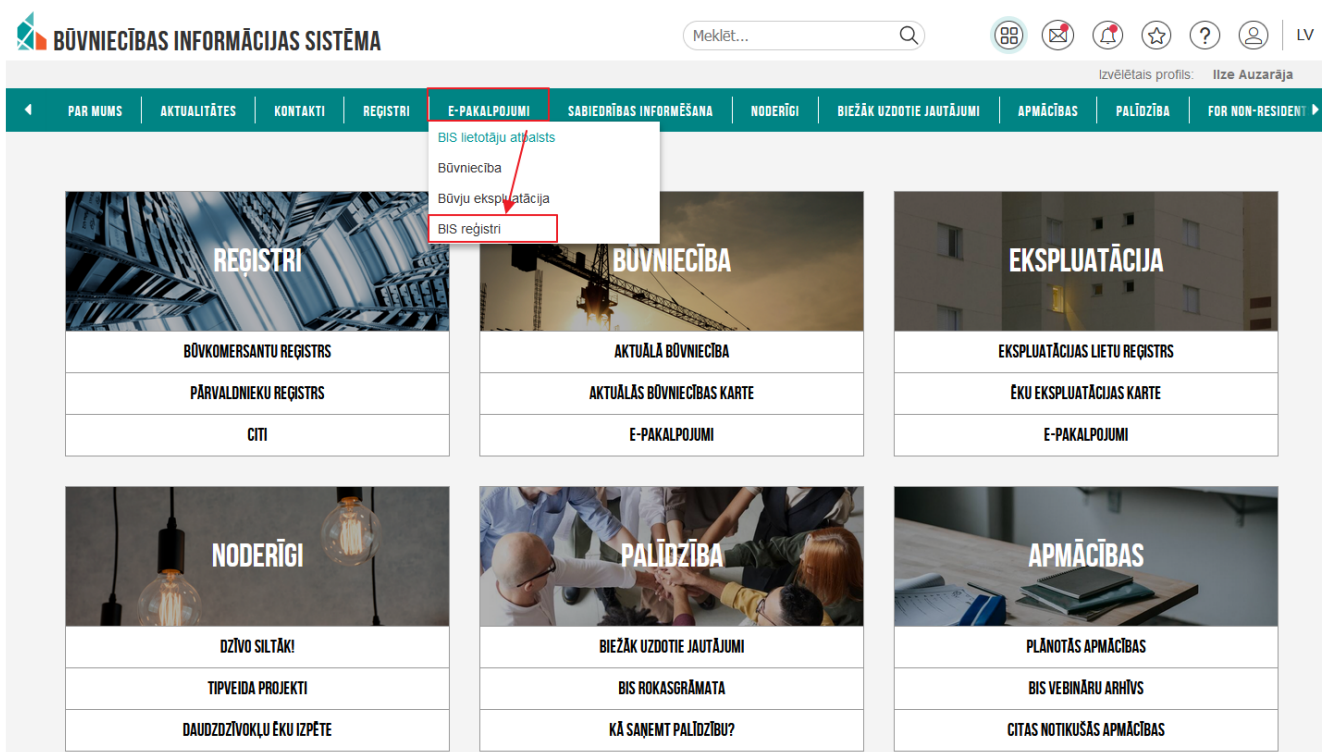 BŪVNIECĪBAS INFORMĀCIJAS SISTĒMA
Meklēt...
LV
Izvēlētais profils: Ilze Auzarāja
PAR MUMS
AKTUALITĀTES
KONTAKTI
REĢISTRI
E-PAKALPOJUMI
SABIEDRĪBAS INFORMĒŠANA
NODERĪGI
BIEŽĀK UZDOTIE JAUTĀJUMI
APMĀCĪBAS
PALĪDZĪBA
FOR NON-RESIDENT
BIS lietotāju atbalsts
Būvniecība
Būvju ekspluatācija
BIS reģistri
REĢISTRI
BŪVKOMERSANTU REĢISTRS
PĀRVALDNIEKU REĢISTRS
CITI
BŪVNIECĪBA
AKTUĀLĀ BŪVNIECĪBA
AKTUĀLĀS BŪVNIECĪBAS KARTE
E-PAKALPOJUMI
EKSPLUATĀCIJA
EKSPLUATĀCIJAS LIETU REĢISTRS
ĒKU EKSPLUATĀCIJAS KARTE
E-PAKALPOJUMI
NODERĪGI
DZĪVO SILTĀK!
TIPVEIDA PROJEKTI
DAUDZDZĪVOKĻU ĒKU IZPĒTE
PALĪDZĪBA
BIEŽĀK UZDOTIE JAUTĀJUMI
BIS ROKASGRĀMATA
KĀ SAŅEMT PALĪDZĪBU?
APMĀCĪBAS
PLĀNOTĀS APMĀCĪBAS
BIS VEBINĀRU ARHĪVS
CITAS NOTIKUŠĀS APMĀCĪBAS